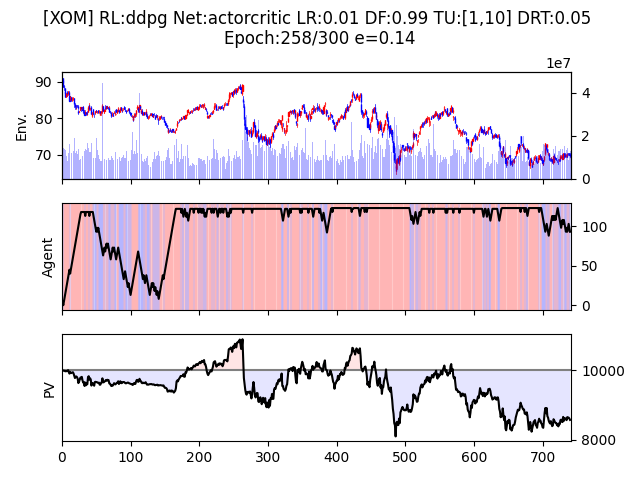 [XOM] RL:ddpg Net:actorcritic LR:0.01 DF:0.99 TU:[1,10] DRT:0.05
Epoch:258/300 e=0.14
1e7
90
80
70
Env.
4
2
0
Agent
100
50
0
PV
10000
8000
0 100 200 300 400 500 600 700